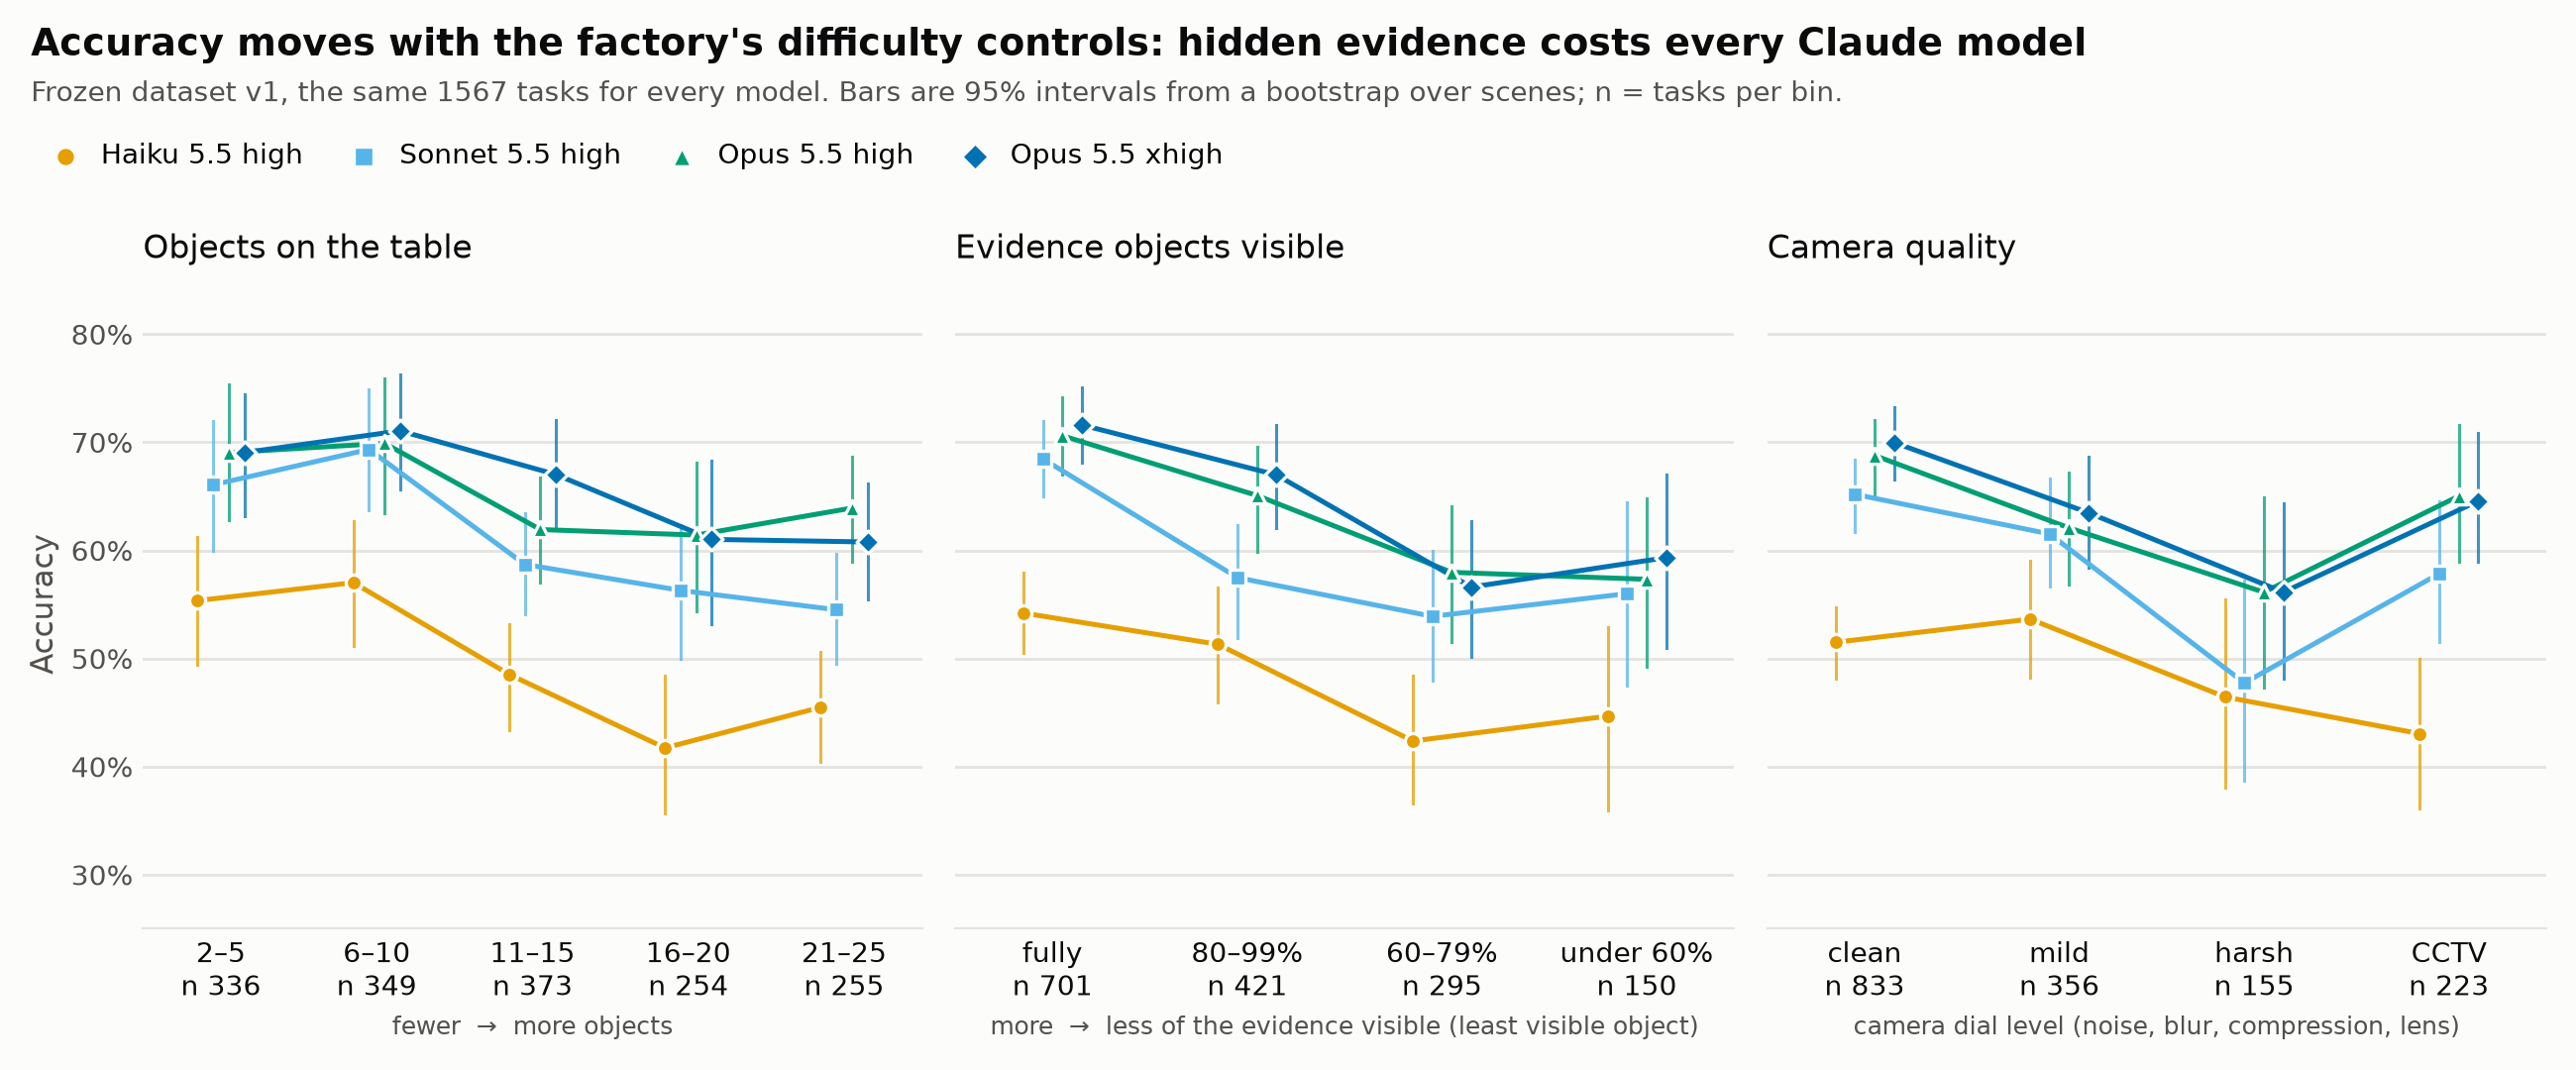 Accuracy moves with the factory's difficulty controls: hidden evidence costs every Claude model
Frozen dataset v1, the same 1567 tasks for every model. Bars are 95% intervals from a bootstrap over scenes; n = tasks per bin.
Haiku 5.5 high
Sonnet 5.5 high
Opus 5.5 high
Opus 5.5 xhigh
Objects on the table
Evidence objects visible
Camera quality
Accuracy
80%
70%
60%
50%
40%
30%
2–5
n 336
6–10
n 349
11–15
n 373
16–20
n 254
21–25
n 255
fewer → more objects
fully
n 701
80–99%
n 421
60–79%
n 295
under 60%
n 150
more → less of the evidence visible (least visible object)
clean
n 833
mild
n 356
harsh
n 155
CCTV
n 223
camera dial level (noise, blur, compression, lens)